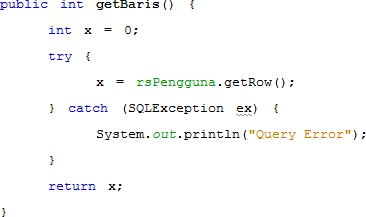 public int getBaris() {
int x = 0;
try {
x = rsPengguna.getRow();
} catch (SQLException ex) {
System.out.println("Query Error");
}
return x;
}